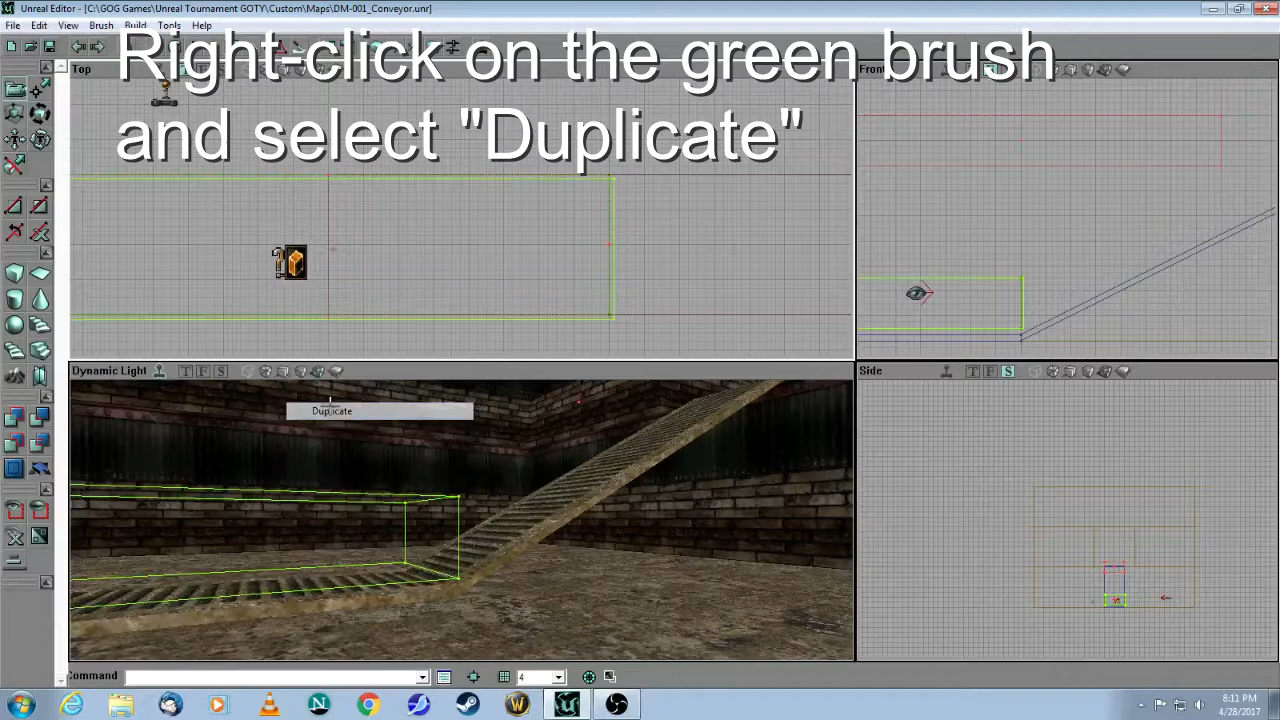 Unreal Editor - [C:\GOG Games\Unreal Tournament GOTY\Custom\Maps\DM-001_Conveyor.unr]
File Edit View Brush Build Tools Help
Right-click on the green brush
and select "Duplicate"
Top
Front
Dynamic Light T F S
Side T F S
Duplicate
Command 4
8:11 PM
4/28/2017